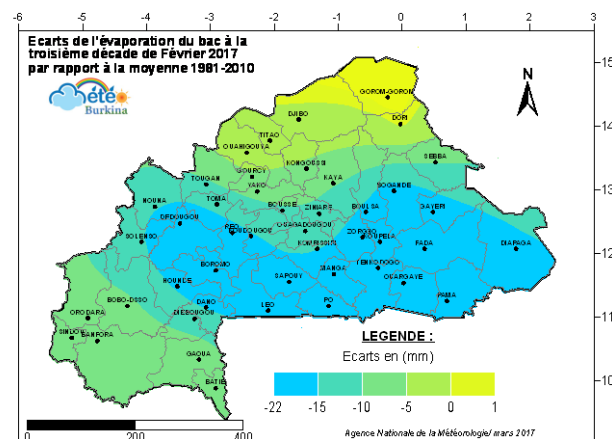 -6 -5 -4 -3 -2 -1 0 1 2 3
Ecarts de l'évaporation du bac à la
troisième décade de Février 2017
par rapport à la moyenne 1981-2010
été
Burkina
N
15
14
13
12
11
10
GOROM-GOROM
DJIBO
DORI
TITAO
OUAHIGOUYA
KONGOUSSI
SEBBA
GOURCY
TOUGAN
YAKO
KAYA
BOGANDE
NOUNA
TOMA
BOUSSE
ZINIARE
BOULSA
GAYERI
DEDOUGOU
REO
KOUDOUGOU
OUAGADOUGOU
ZORGHO
KOUPELA
SOLENZO
KOMBISSIRI
FADA
DIAPAGA
BOROMO
MANGA
TENKODOGO
HOUNDE
SAPOUY
OUARGAYE
BOBO-DSSO
DANO
LEO
PO
PAMA
ORODARA
DIEBOUGOU
SINDOU
BANFORA
GAOUA
BATIE
LEGENDE :
Ecarts en (mm)
-22 -15 -10 -5 0 1
0 200 400
Agence Nationale de la Météorologie/ mars 2017